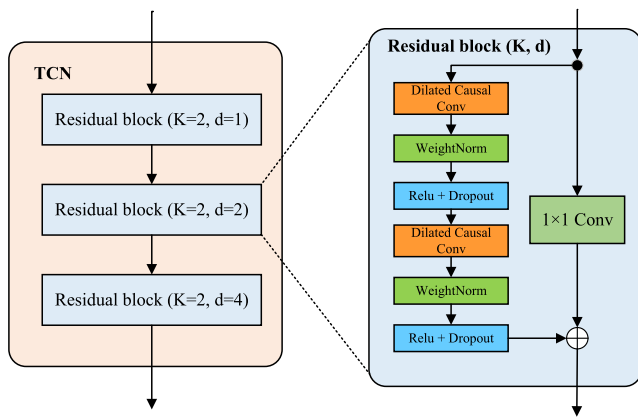 TCN
Residual block (K=2, d=1)
Residual block (K=2, d=2)
Residual block (K=2, d=4)
Residual block (K, d)
Dilated Causal
Conv
WeightNorm
Relu + Dropout
Dilated Causal
Conv
WeightNorm
Relu + Dropout
1×1 Conv